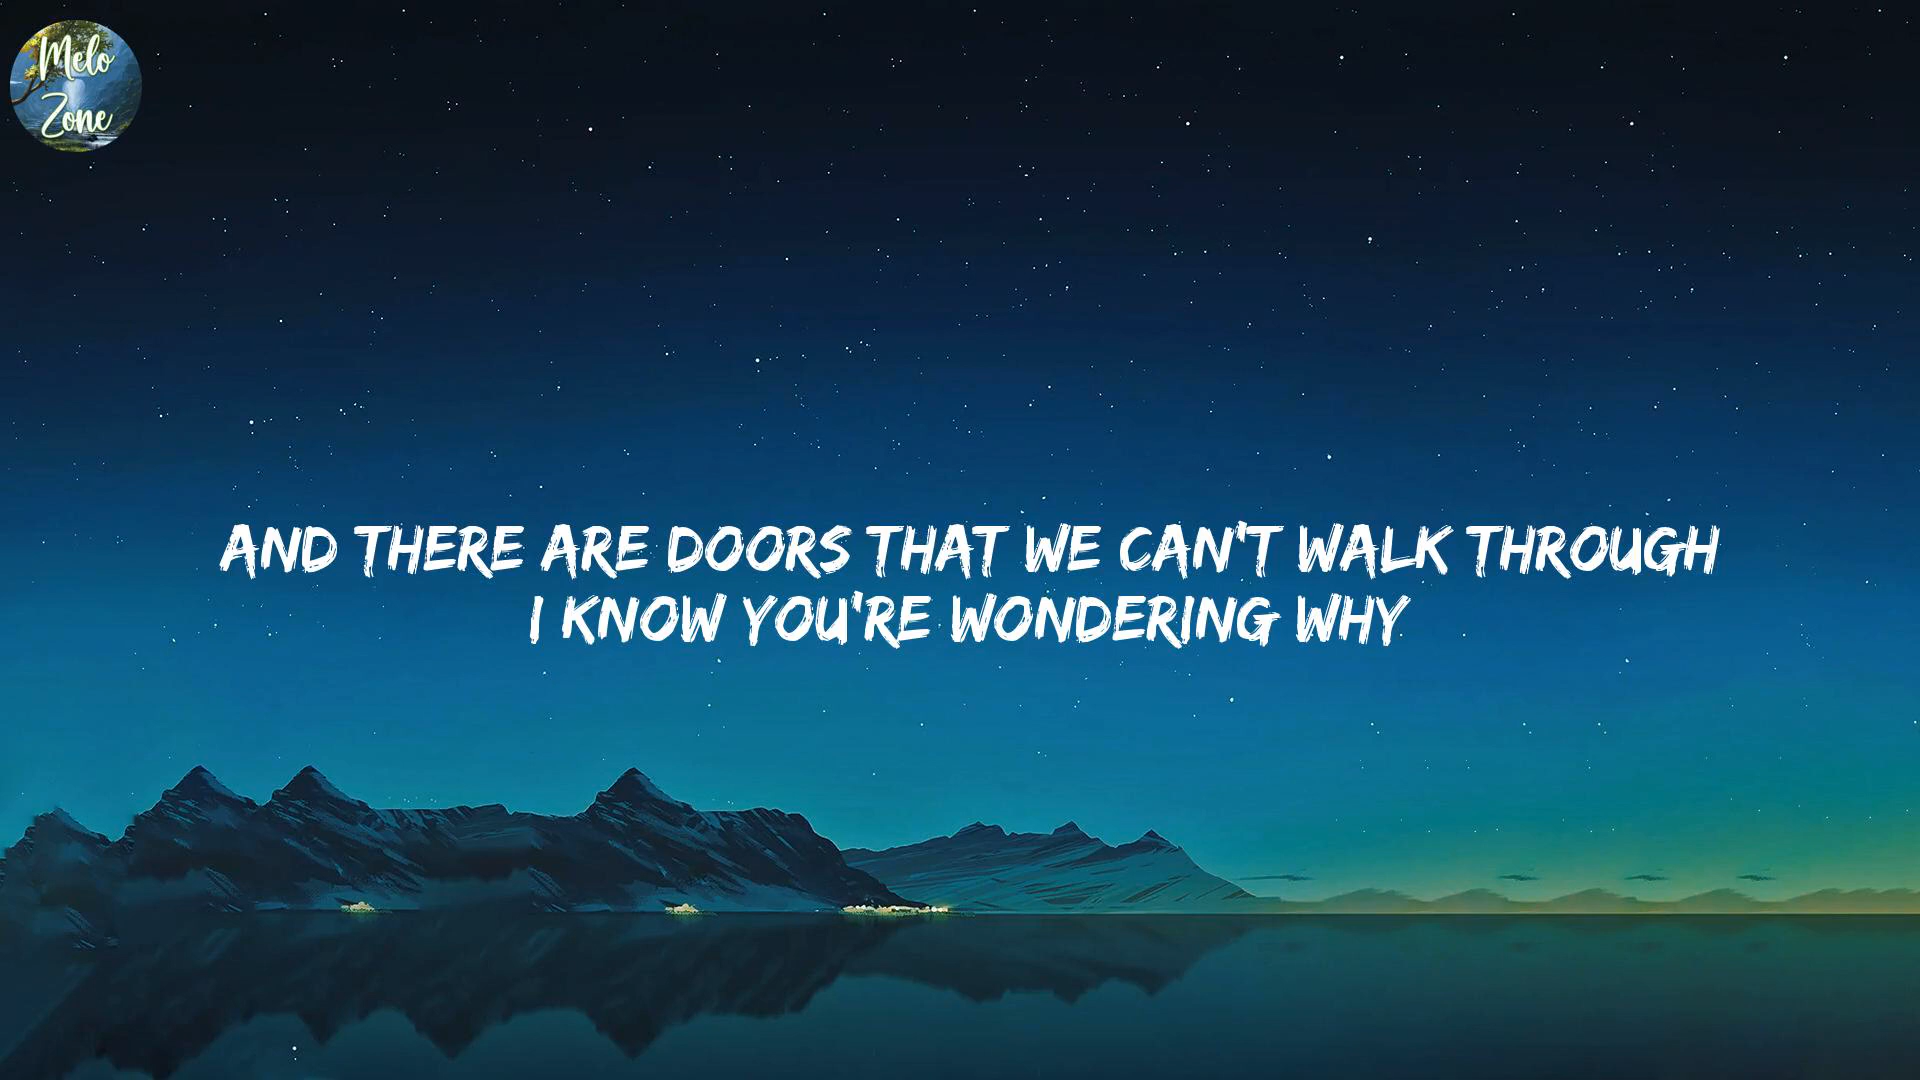 Melo
Zone
AND THERE ARE DOORS THAT WE CAN'T WALK THROUGH
I KNOW YOU'RE WONDERING WHY